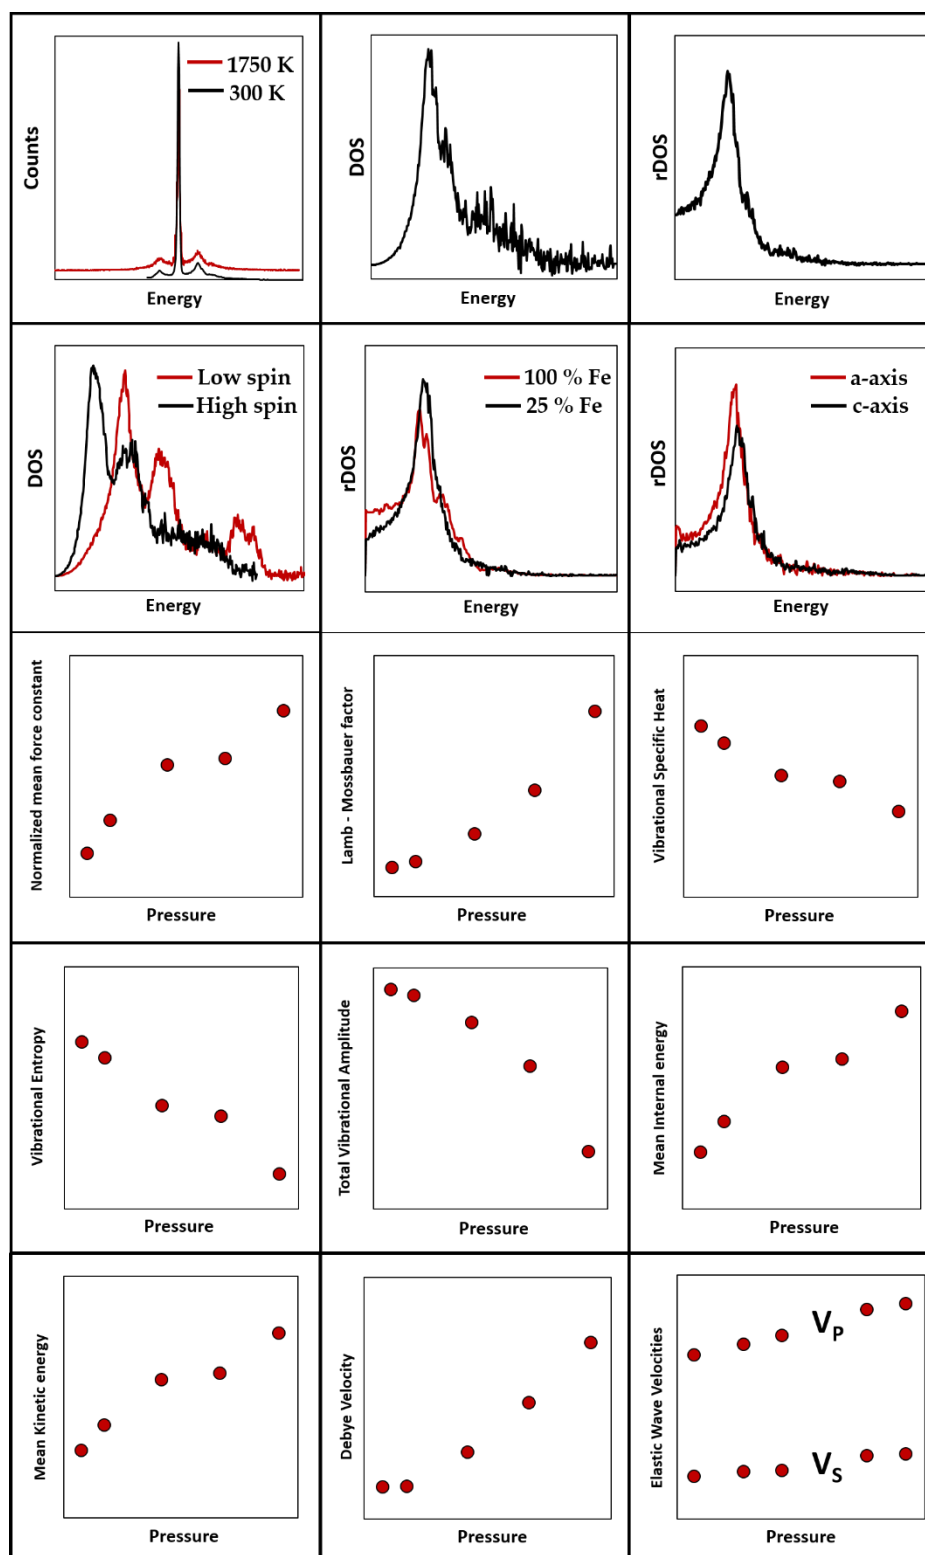 Counts
1750 K
300 K
Energy
DOS
Energy
rDOS
Energy
DOS
Low spin
High spin
Energy
rDOS
100 % Fe
25 % Fe
Energy
rDOS
a-axis
c-axis
Energy
Normalized mean force constant
Pressure
Lamb - Mossbauer factor
Pressure
Vibrational Specific Heat
Pressure
Vibrational Entropy
Pressure
Total Vibrational Amplitude
Pressure
Mean Internal energy
Pressure
Mean Kinetic energy
Pressure
Debye Velocity
Pressure
Elastic Wave Velocities
VP
VS
Pressure